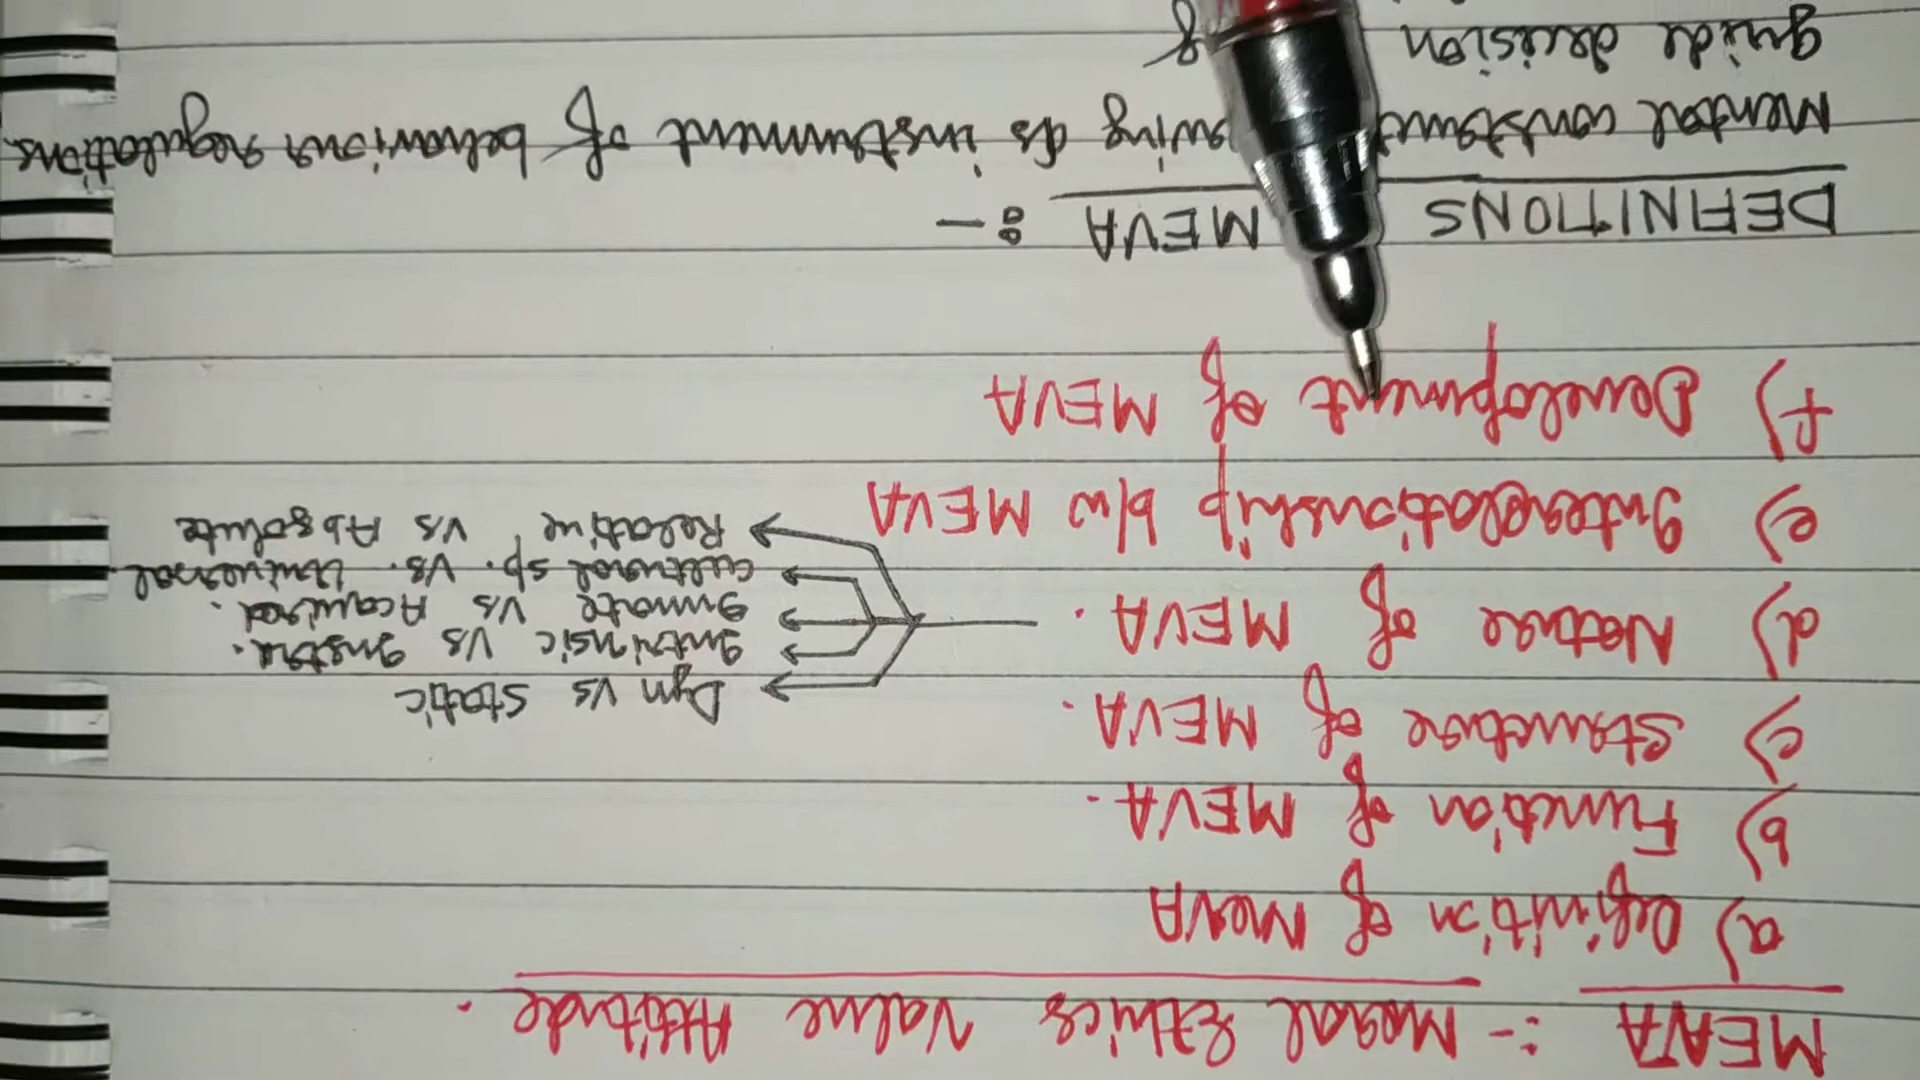 MEVA :- Moral Ethics Value Attitude.
a) Definition of MEVA
b) Function of MEVA.
c) Structure of MEVA.
Dyn vs Static
d) Nature of MEVA.
Intrinsic vs Instru.
Innate vs Acquired.
Cultural sp. vs. Universal
Relative vs Absolute
e) Interrelationship b/w MEVA
f) Development of MEVA
DEFINITIONS MEVA :-
Mental construct as instrument of behaviour regulations
guide decision